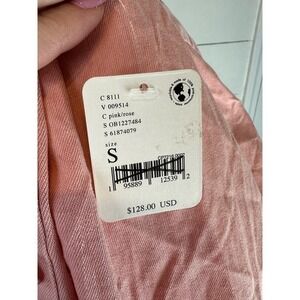 C 8111
V 009514
C pink/rose
S OB1227484
S 61874079
size
S
1 95889 12539 2
$128.00 USD